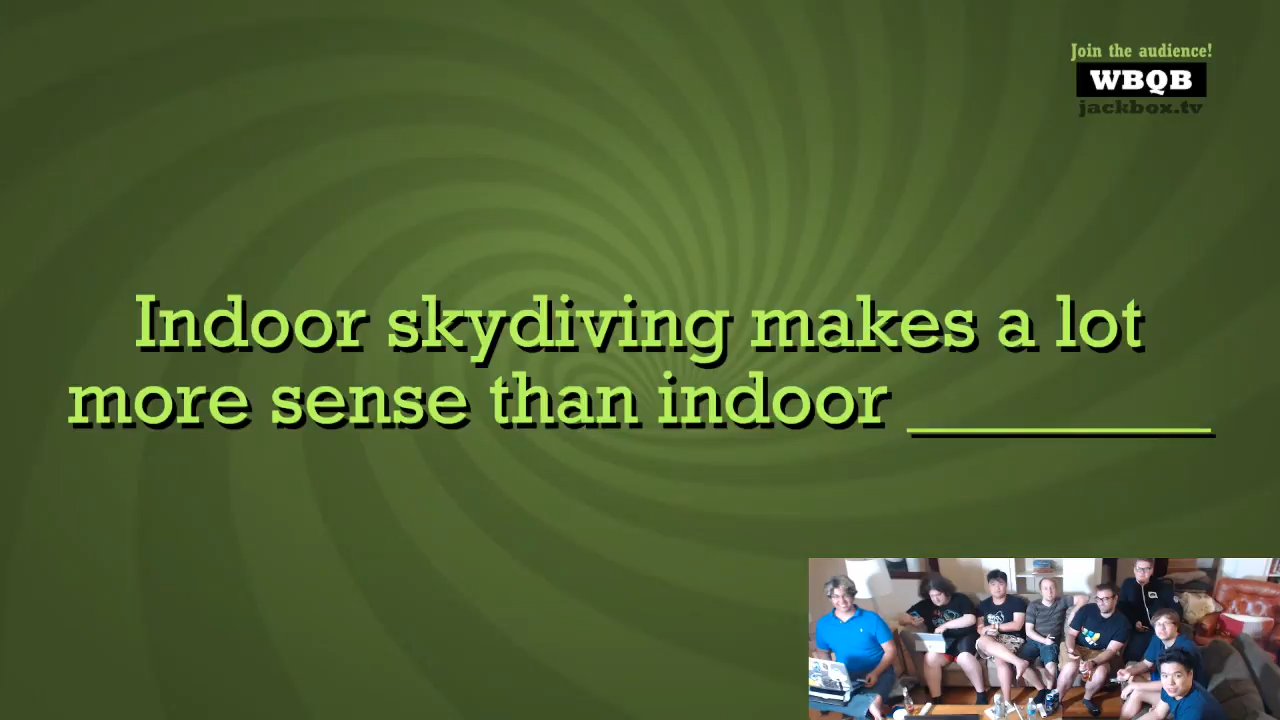 Join the audience!
WBQB
jackbox.tv
Indoor skydiving makes a lot
more sense than indoor ________